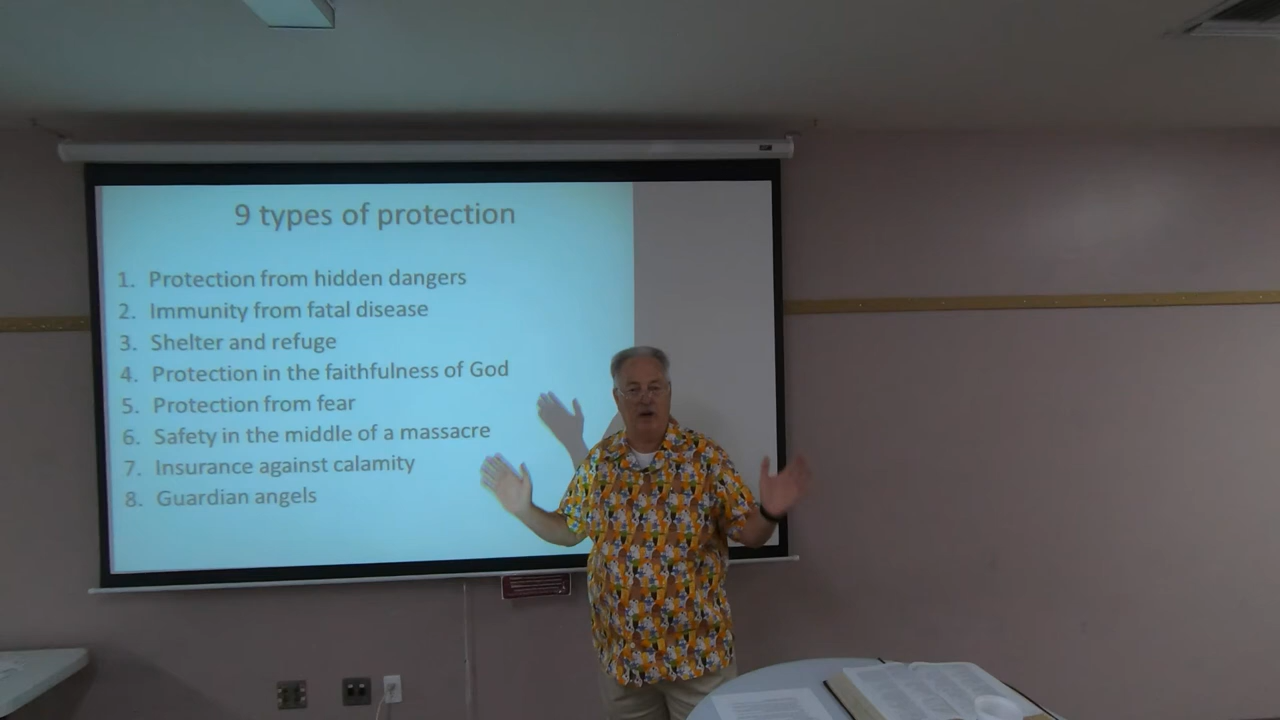 9 types of protection
1. Protection from hidden dangers
2. Immunity from fatal disease
3. Shelter and refuge
4. Protection in the faithfulness of God
5. Protection from fear
6. Safety in the middle of a massacre
7. Insurance against calamity
8. Guardian angels